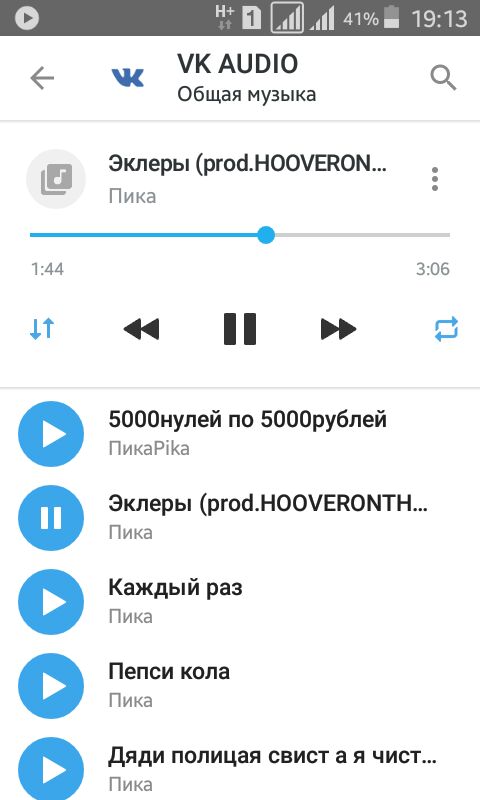 H+ 1 41% 19:13
VK AUDIO
Общая музыка
Эклеры (prod.HOOVERON...
Пика
1:44 3:06
5000нулей по 5000рублей
ПикаPika
Эклеры (prod.HOOVERONTH...
Пика
Каждый раз
Пика
Пепси кола
Пика
Дяди полицая свист а я чист...
Пика